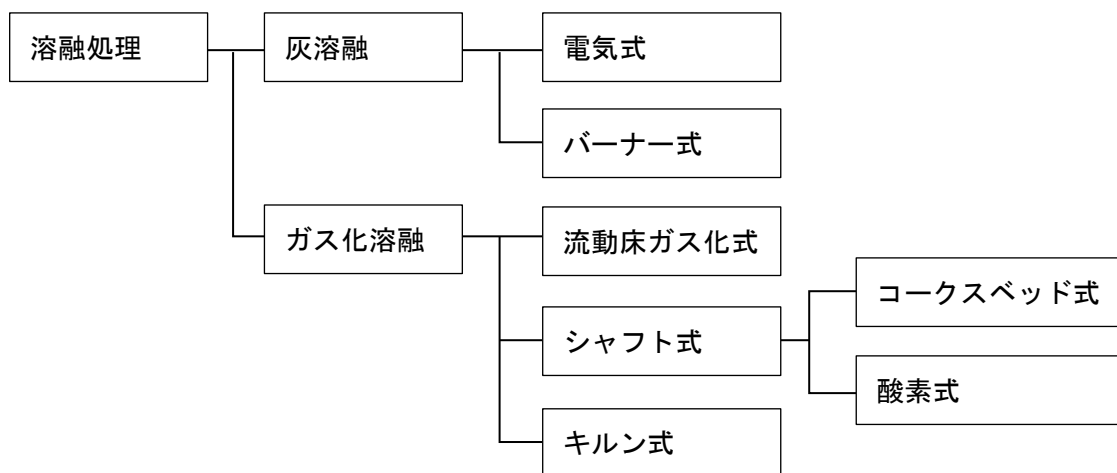 溶融処理
灰溶融
電気式
バーナー式
ガス化溶融
流動床ガス化式
シャフト式
コークスベッド式
酸素式
キルン式